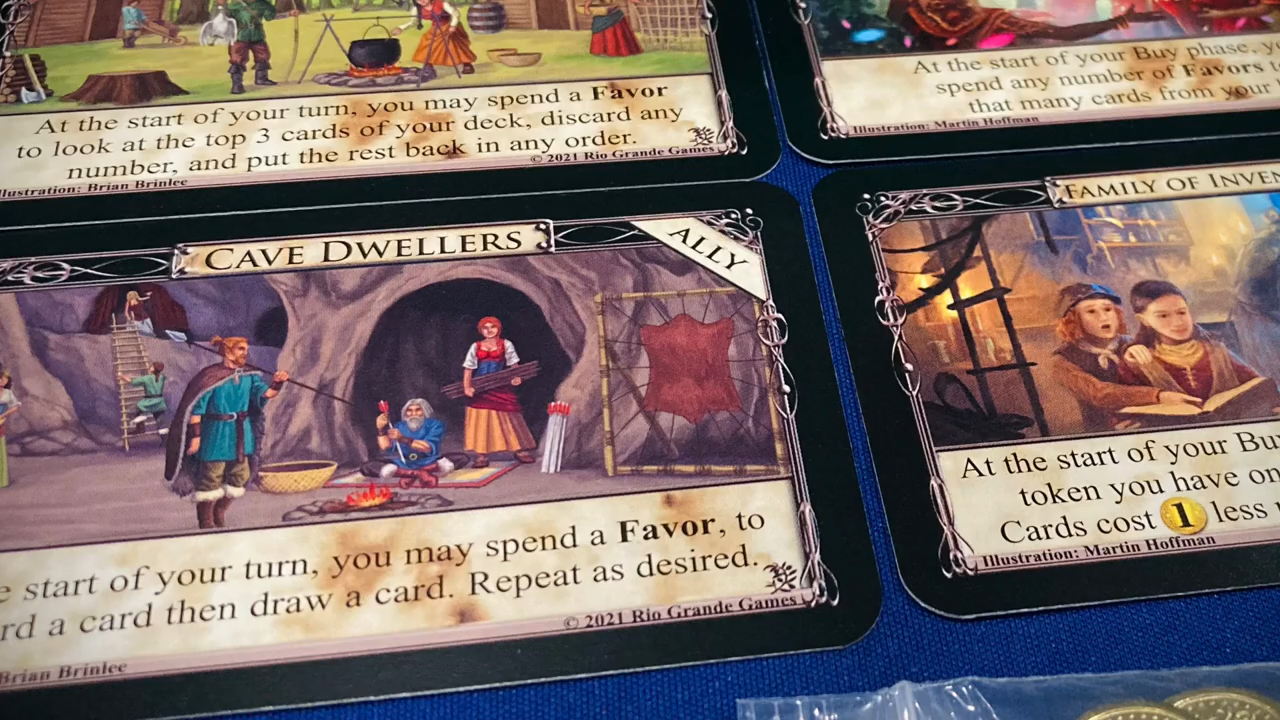 At the start of your turn, you may spend a Favor
to look at the top 3 cards of your deck, discard any
number, and put the rest back in any order.
Illustration: Brian Brinlee
© 2021 Rio Grande Games
At the start of your Buy phase,
spend any number of Favors
that many cards from your
Illustration: Martin Hoffman
CAVE DWELLERS
ALLY
start of your turn, you may spend a Favor, to
a card then draw a card. Repeat as desired.
Brian Brinlee
© 2021 Rio Grande Games
FAMILY OF INVEN
At the start of your
token you have on
Cards cost 1 less
Illustration: Martin Hoffman